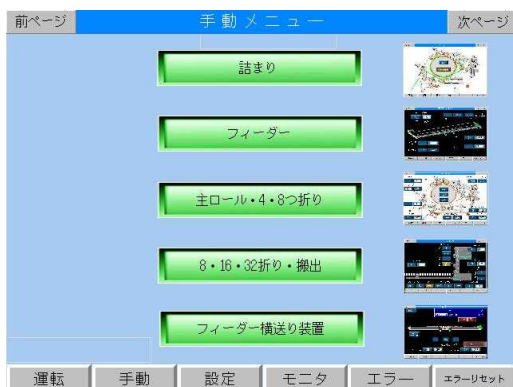 前ページ
手動メニュー
次ページ
詰まり
フィーダー
主ロール・4・8つ折り
8・16・32折り・搬出
フィーダー横送り装置
運転
手動
設定
モニタ
エラー
エラーリセット